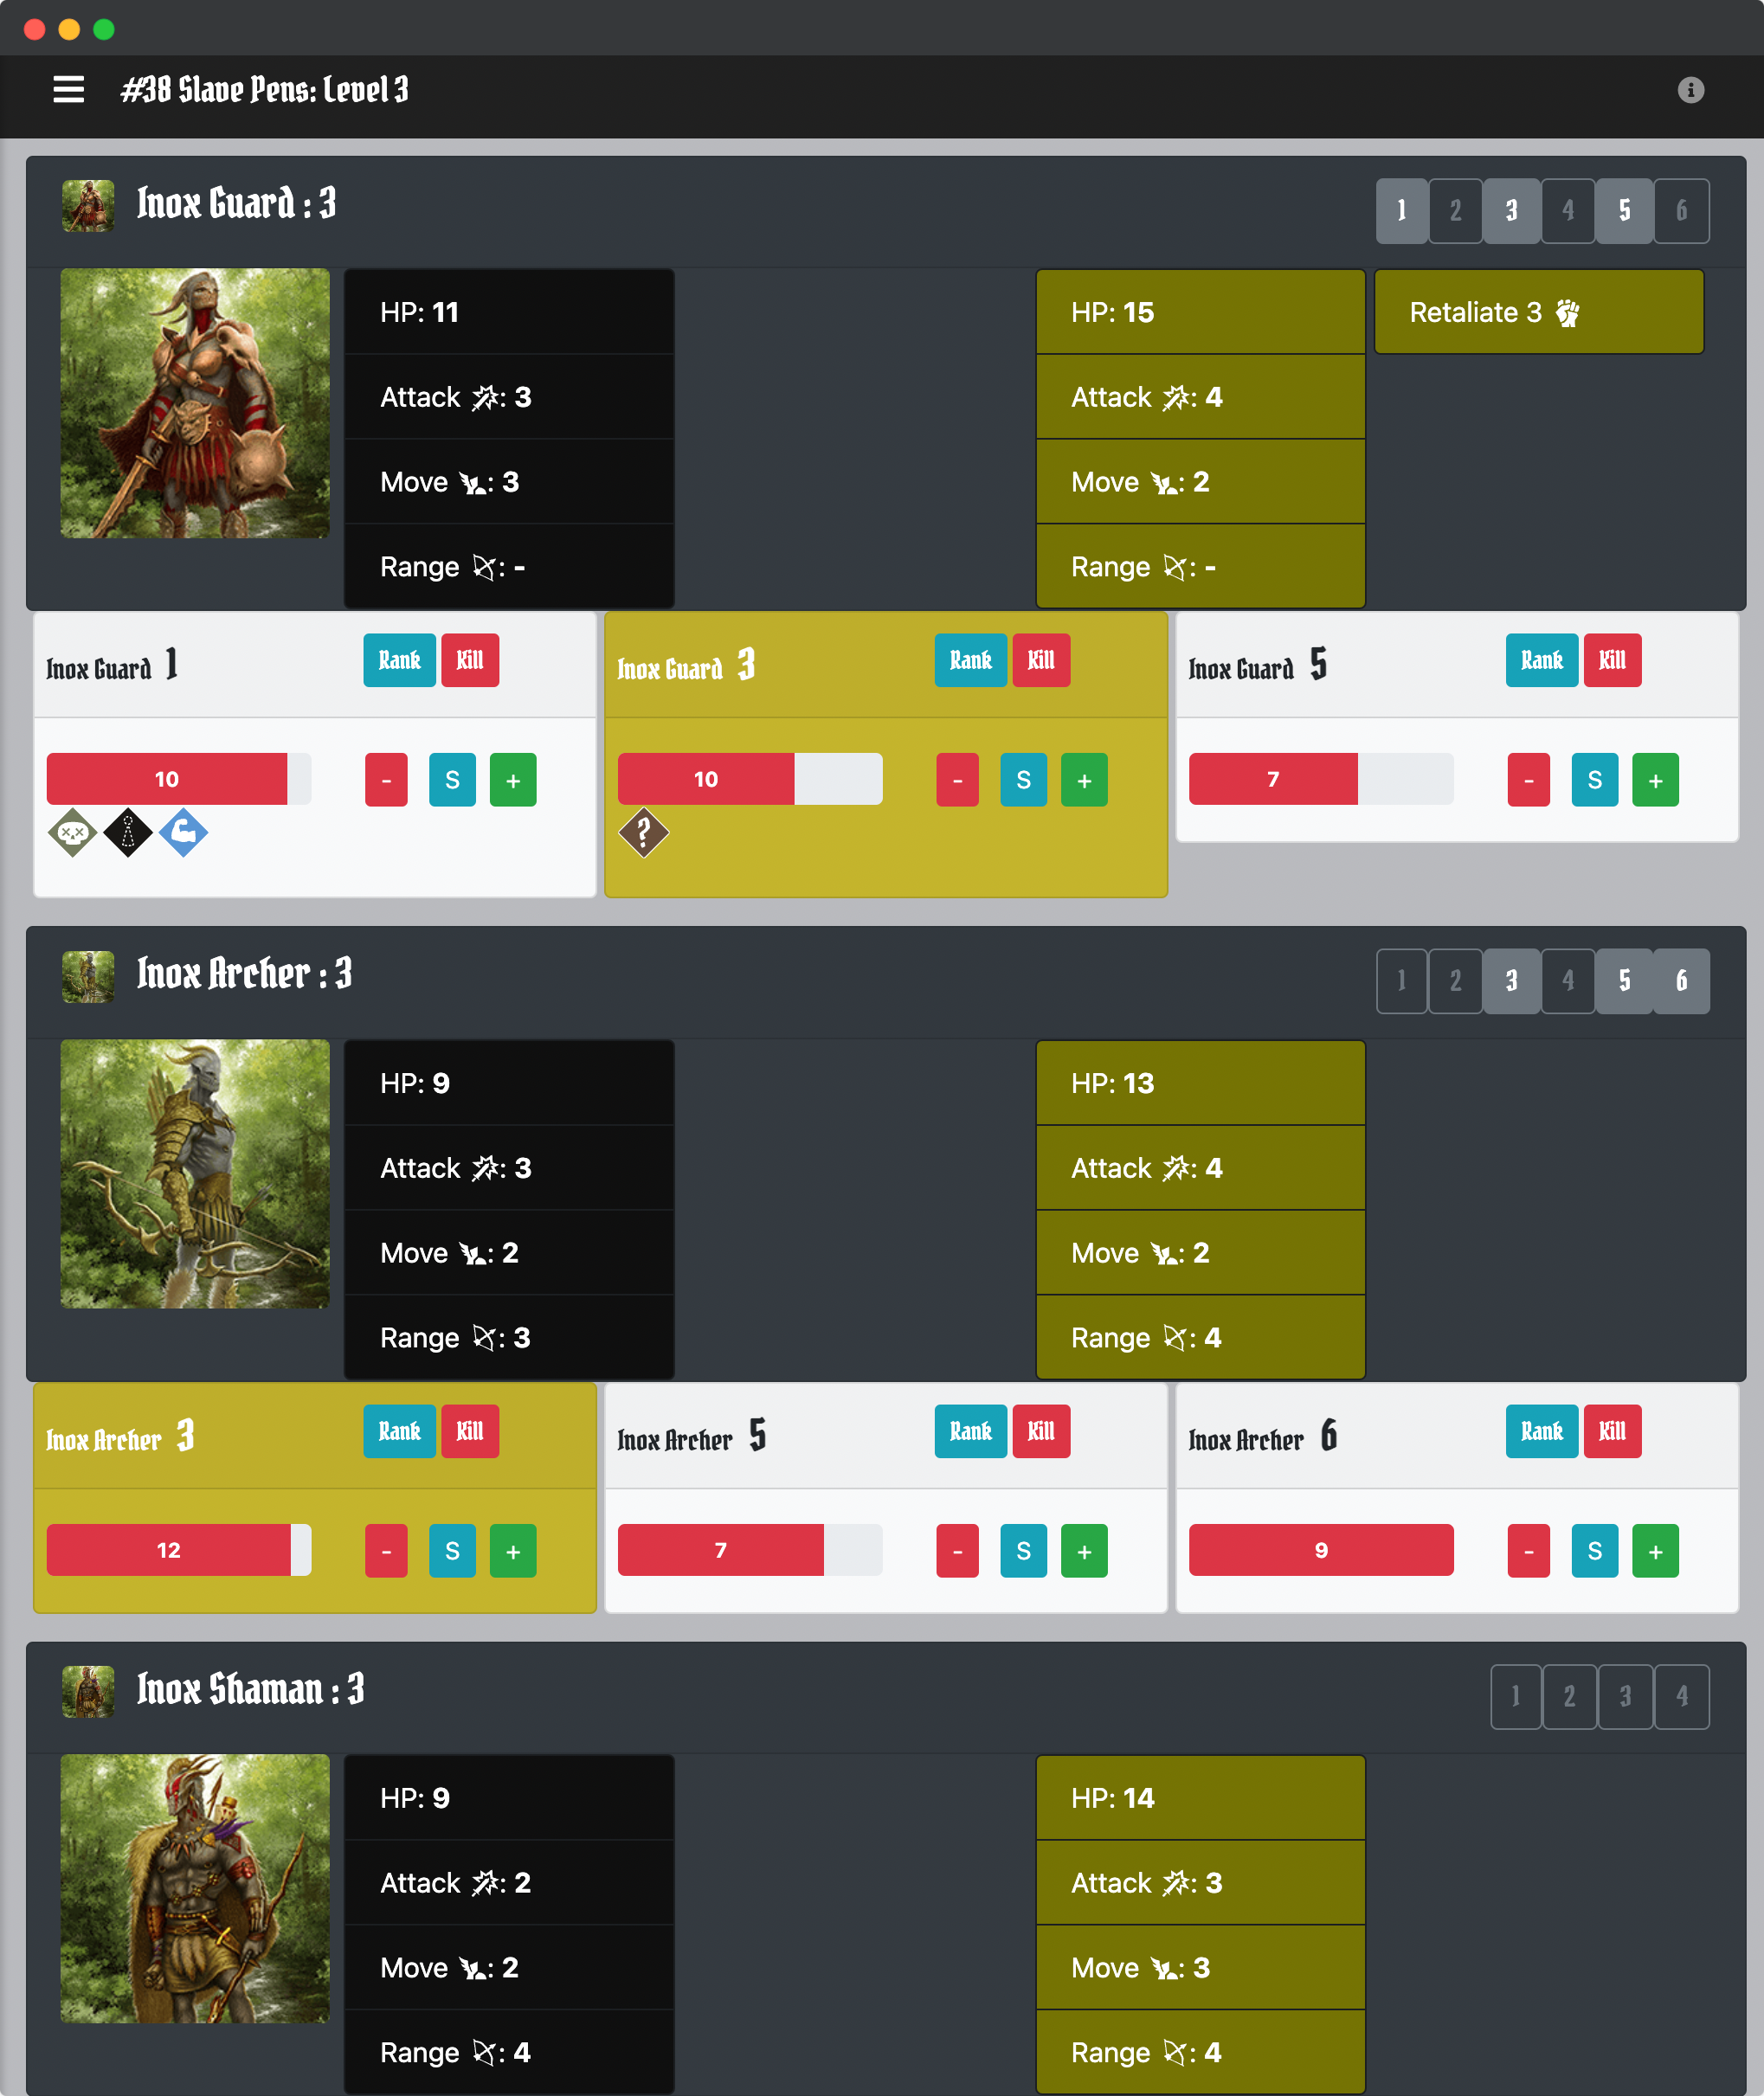 #38 Slave Pens: Level 3
Inox Guard : 3
1 2 3 4 5 6
HP: 11
Attack : 3
Move : 3
Range : -
HP: 15
Attack : 4
Move : 2
Range : -
Retaliate 3
Inox Guard 1 Rank Kill
10 - S +
Inox Guard 3 Rank Kill
10 - S +
?
Inox Guard 5 Rank Kill
7 - S +
Inox Archer : 3
1 2 3 4 5 6
HP: 9
Attack : 3
Move : 2
Range : 3
HP: 13
Attack : 4
Move : 2
Range : 4
Inox Archer 3 Rank Kill
12 - S +
Inox Archer 5 Rank Kill
7 - S +
Inox Archer 6 Rank Kill
9 - S +
Inox Shaman : 3
1 2 3 4
HP: 9
Attack : 2
Move : 2
Range : 4
HP: 14
Attack : 3
Move : 3
Range : 4